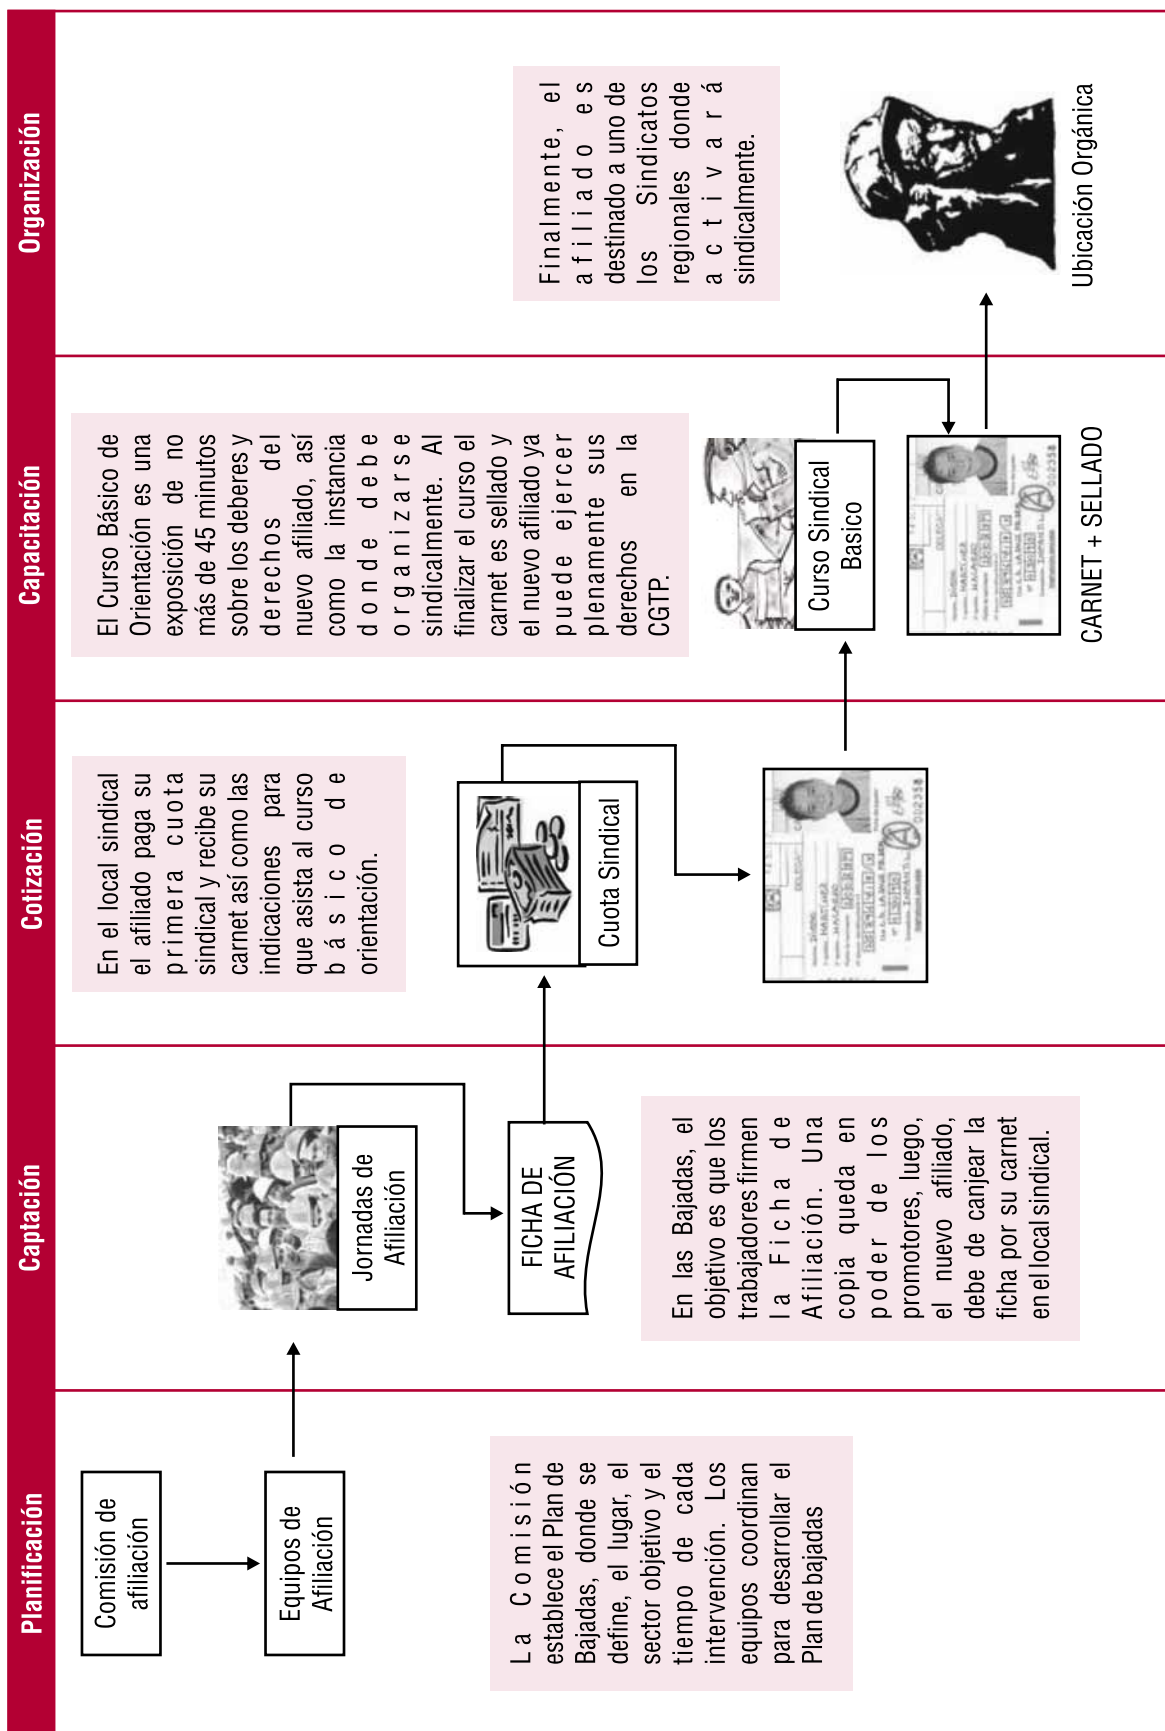 Planificación
Comisión de
afiliación
Equipos de
Afiliación
La Comisión
establece el Plan de
Bajadas, donde se
define, el lugar, el
sector objetivo y el
tiempo de cada
intervención. Los
equipos coordinan
para desarrollar el
Plan de bajadas
Captación
Jornadas de
Afiliación
FICHA DE
AFILIACIÓN
En las Bajadas, el
objetivo es que los
trabajadores firmen
la Ficha de
Afiliación. Una
copia queda en
poder de los
promotores, luego,
el nuevo afiliado,
debe de canjear la
ficha por su carnet
en el local sindical.
Cotización
En el local sindical
el afiliado paga su
primera cuota
sindical y recibe su
carnet así como las
indicaciones para
que asista al curso
básico de
orientación.
Cuota Sindical
002358
Capacitación
El Curso Básico de
Orientación es una
exposición de no
más de 45 minutos
sobre los deberes y
derechos del
nuevo afiliado, así
como la instancia
donde debe
organizarse
sindicalmente. Al
finalizar el curso el
carnet es sellado y
el nuevo afiliado ya
puede ejercer
plenamente sus
derechos en la
CGTP.
Curso Sindical
Basico
002358
CARNET + SELLADO
Organización
Finalmente, el
afiliado es
destinado a uno de
los Sindicatos
regionales donde
activará
sindicalmente.
Ubicación Orgánica